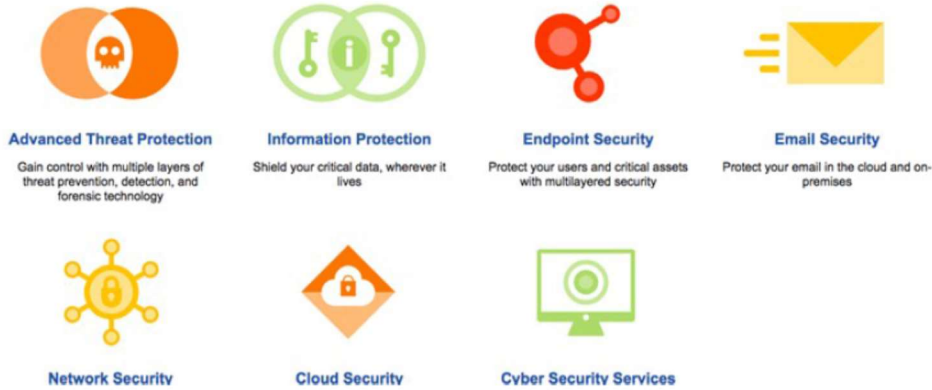 Advanced Threat Protection
Gain control with multiple layers of
threat prevention, detection, and
forensic technology
Information Protection
Shield your critical data, wherever it
lives
Endpoint Security
Protect your users and critical assets
with multilayered security
Email Security
Protect your email in the cloud and on-
premises
Network Security
Cloud Security
Cyber Security Services